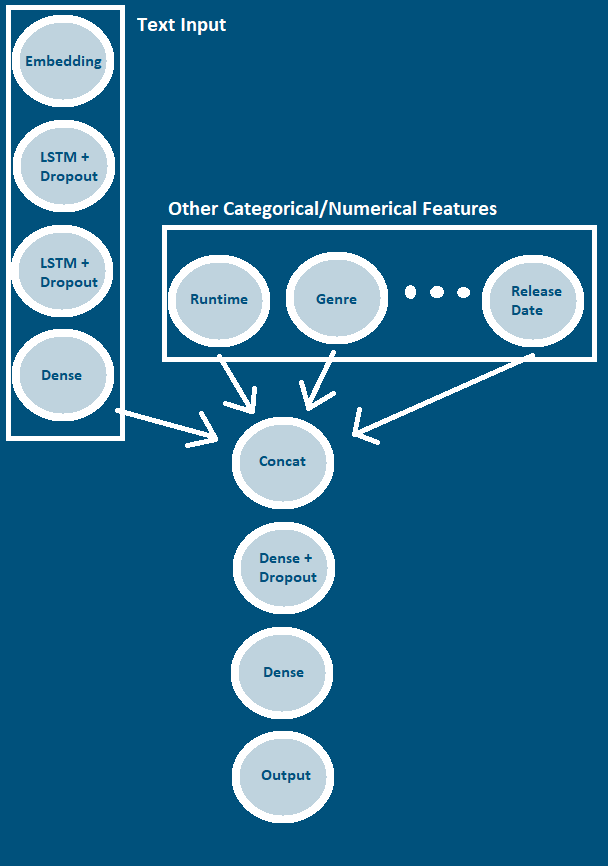 Text Input
Embedding
LSTM +
Dropout
LSTM +
Dropout
Dense
Other Categorical/Numerical Features
Runtime
Genre
Release
Date
Concat
Dense +
Dropout
Dense
Output